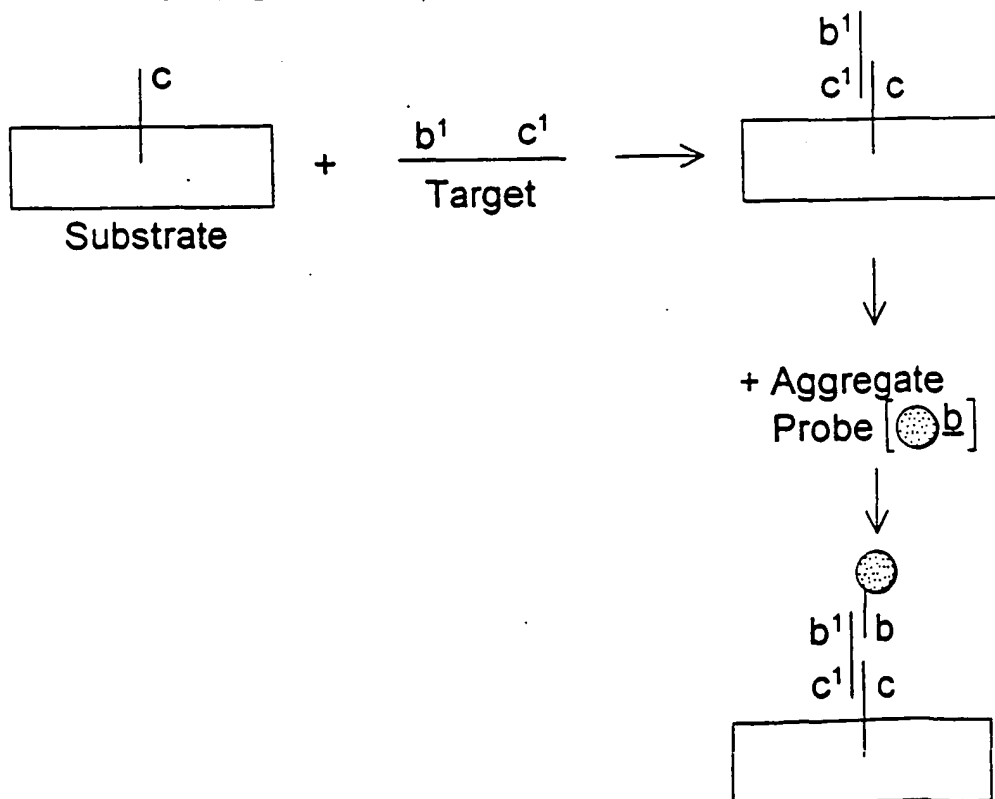 c
Substrate
+
b¹ c¹
Target
b¹
c¹ c
+ Aggregate
Probe [ b]
b¹ b
c¹ c